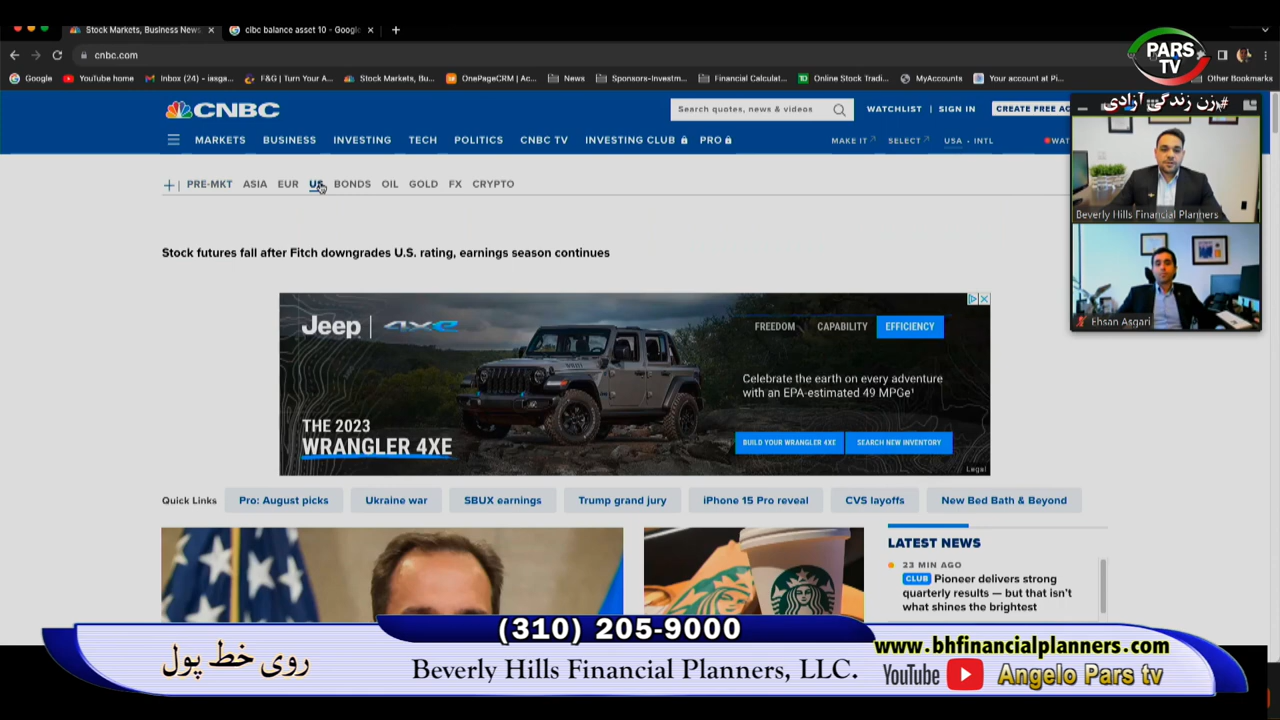 Stock Markets, Business News,
cibc balance asset 10 - Google
cnbc.com
PARS
TV
Google
YouTube home
Inbox (24) - iasga...
F&G | Turn Your A...
Stock Markets, Bu...
OnePageCRM | Ac...
News
Sponsors-Investm...
Financial Calculat...
Online Stock Tradi...
MyAccounts
Your account at Pi...
Other Bookmarks
#زن زندگی آزادی
CNBC
Search quotes, news & videos
WATCHLIST | SIGN IN
CREATE FREE AC
MARKETS BUSINESS INVESTING TECH POLITICS CNBC TV INVESTING CLUB PRO
MAKE IT SELECT USA • INTL WAT
PRE-MKT ASIA EUR US BONDS OIL GOLD FX CRYPTO
Beverly Hills Financial Planners
Ehsan Asgari
Stock futures fall after Fitch downgrades U.S. rating, earnings season continues
Jeep | 4xe
FREEDOM CAPABILITY EFFICIENCY
Celebrate the earth on every adventure
with an EPA-estimated 49 MPGe¹
THE 2023
WRANGLER 4XE
BUILD YOUR WRANGLER 4XE SEARCH NEW INVENTORY
Legal
Quick Links Pro: August picks Ukraine war SBUX earnings Trump grand jury iPhone 15 Pro reveal CVS layoffs New Bed Bath & Beyond
LATEST NEWS
23 MIN AGO
CLUB Pioneer delivers strong
quarterly results — but that isn't
what shines the brightest
(310) 205-9000
روی خط پول
Beverly Hills Financial Planners, LLC.
www.bhfinancialplanners.com
YouTube Angelo Pars tv